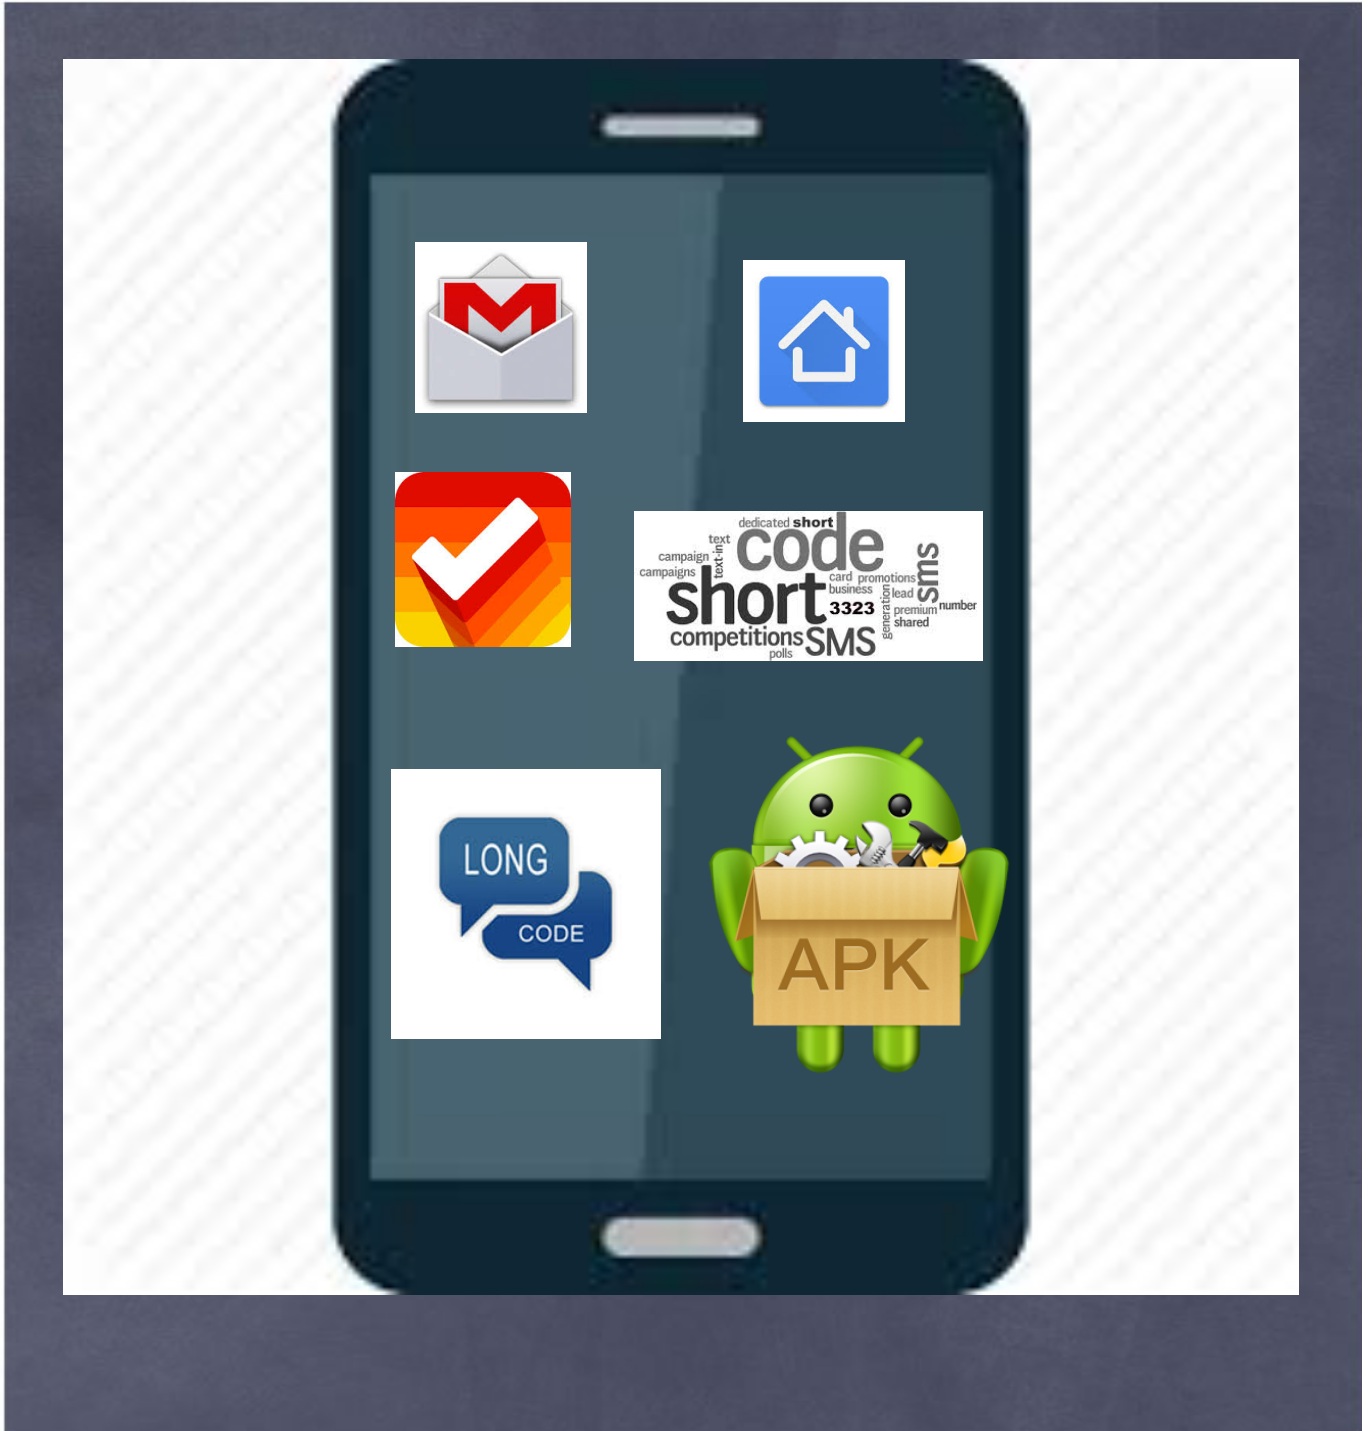 dedicated short
code
text
text-in
campaign
campaigns
short
card
promotions
business
3323
sms
lead
generation
premium
number
shared
competitions
SMS
polls
LONG
CODE
APK